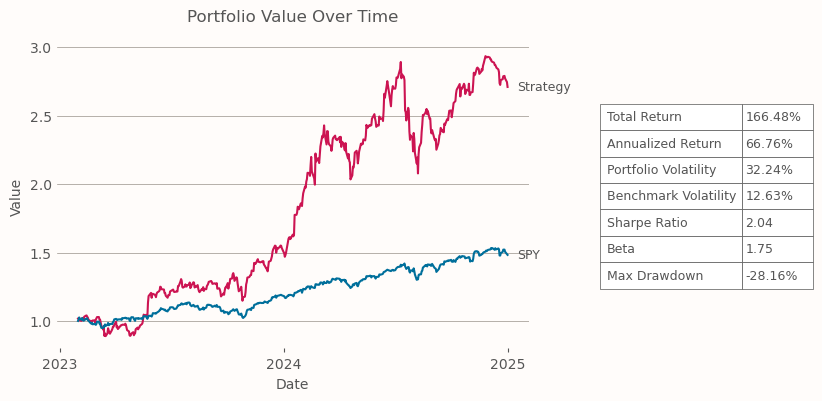 Portfolio Value Over Time
3.0
2.5
2.0
1.5
1.0
Value
2023
2024
2025
Date
Strategy
SPY
Total Return 166.48%
Annualized Return 66.76%
Portfolio Volatility 32.24%
Benchmark Volatility 12.63%
Sharpe Ratio 2.04
Beta 1.75
Max Drawdown -28.16%